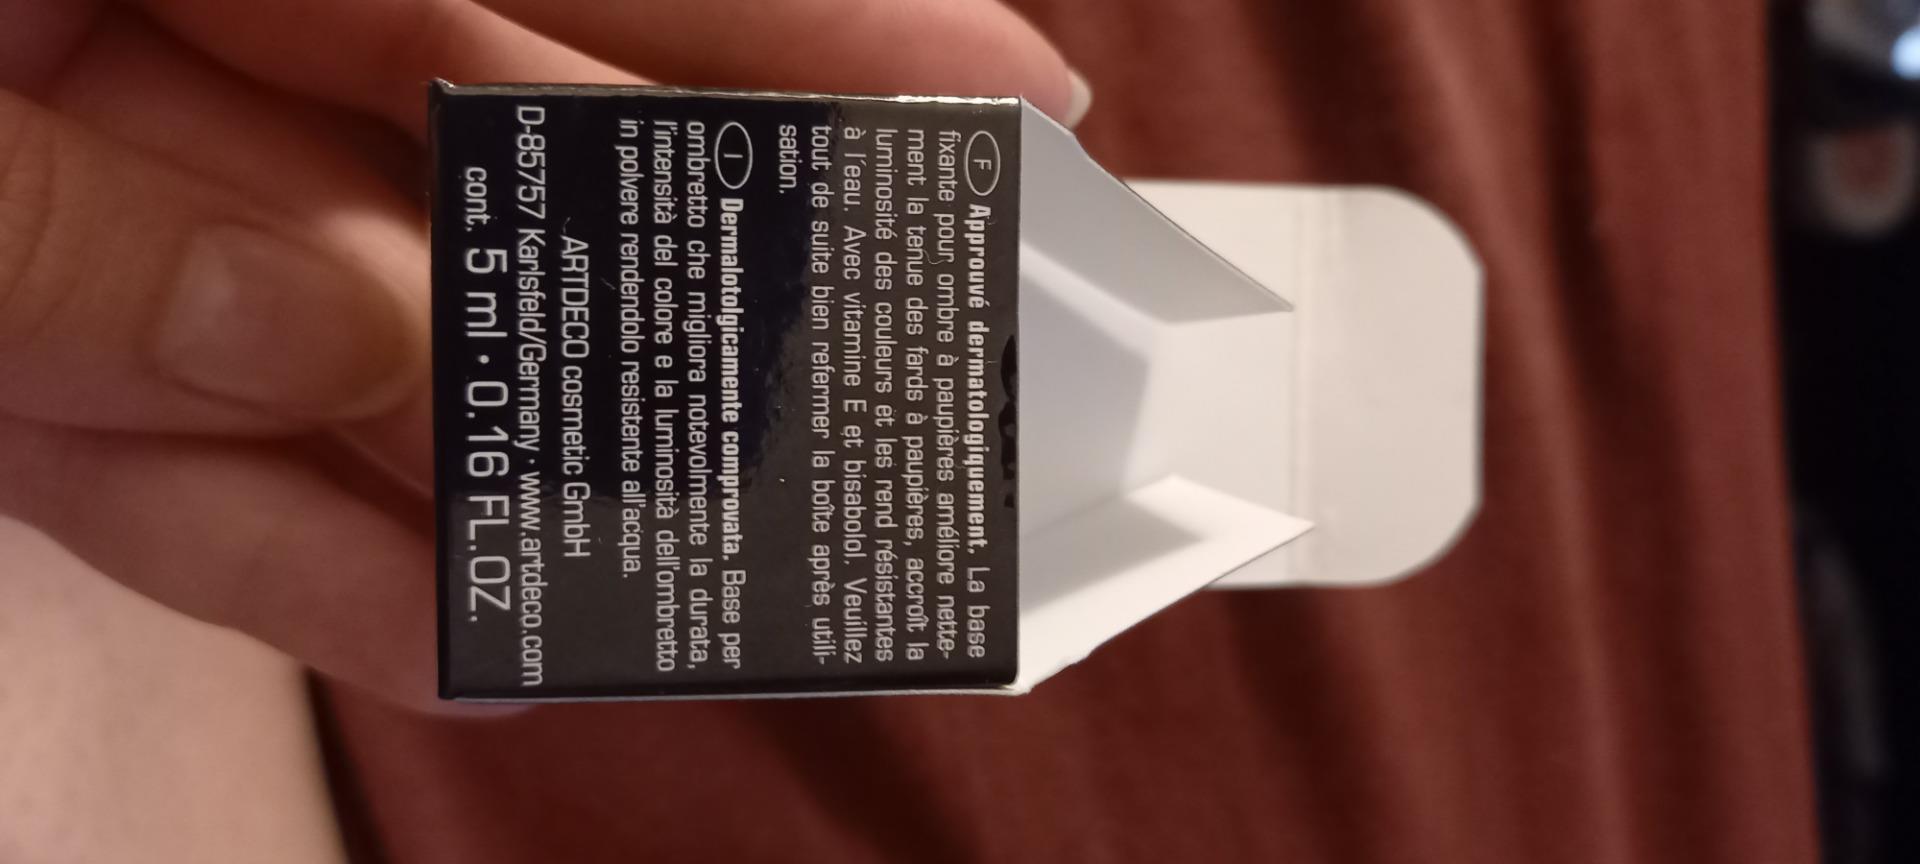 F Approuvé dermatologiquement. La base
fixante pour ombre à paupières améliore nette-
ment la tenue des fards à paupières, accroît la
luminosité des couleurs et les rend résistantes
à l'eau. Avec vitamine E et bisabolol. Veuillez
tout de suite bien refermer la boîte après utili-
sation.
I Dermalotolgicamente comprovata. Base per
ombretto che migliora notevolmente la durata,
l'intensità del colore e la luminosità dell'ombretto
in polvere rendendolo resistente all'acqua.
ARTDECO cosmetic GmbH
D-85757 Karlsfeld/Germany · www.artdeco.com
cont. 5 ml · 0.16 FL.OZ.